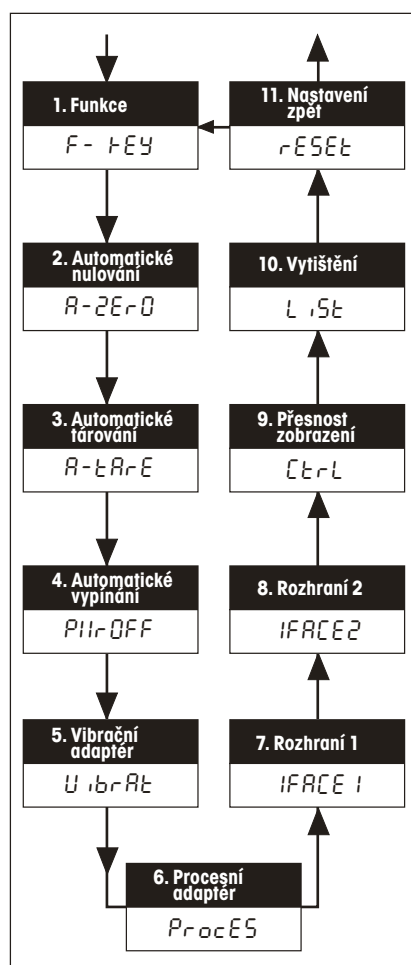 1. Funkce
F- KEY
2. Automatické
nulování
A-ZErO
3. Automatické
tárování
A-tArE
4. Automatické
vypínání
PWrOFF
5. Vibrační
adaptér
VibrAt
6. Procesní
adaptér
ProcES
7. Rozhraní 1
IFACE1
8. Rozhraní 2
IFACE2
9. Přesnost
zobrazení
CtrL
10. Vytištění
LiSt
11. Nastavení
zpět
rESEt